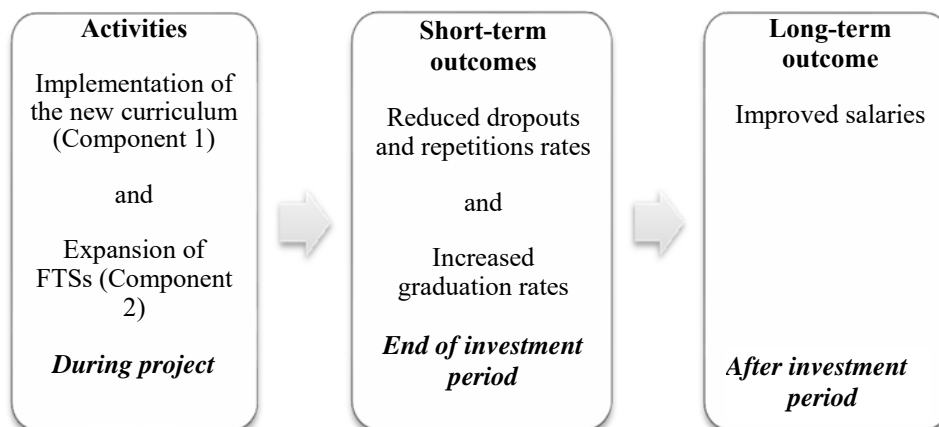 Activities
Implementation of
the new curriculum
(Component 1)
and
Expansion of
FTSs (Component
2)
During project
Short-term
outcomes
Reduced dropouts
and repetitions rates
and
Increased
graduation rates
End of investment
period
Long-term
outcome
Improved salaries
After investment
period